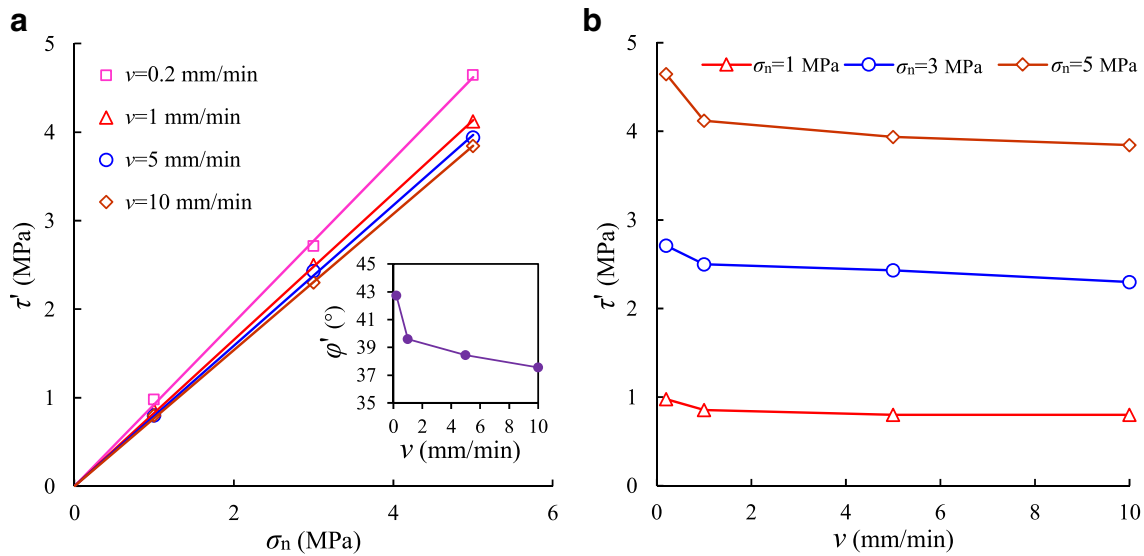 a
5
4
3
2
1
0
0
2
4
6
τ' (MPa)
σn (MPa)
v=0.2 mm/min
v=1 mm/min
v=5 mm/min
v=10 mm/min
45
43
41
39
37
35
0 2 4 6 8 10
φ' (°)
v (mm/min)
b
5
4
3
2
1
0
0 2 4 6 8 10
τ' (MPa)
v (mm/min)
σn=1 MPa σn=3 MPa σn=5 MPa